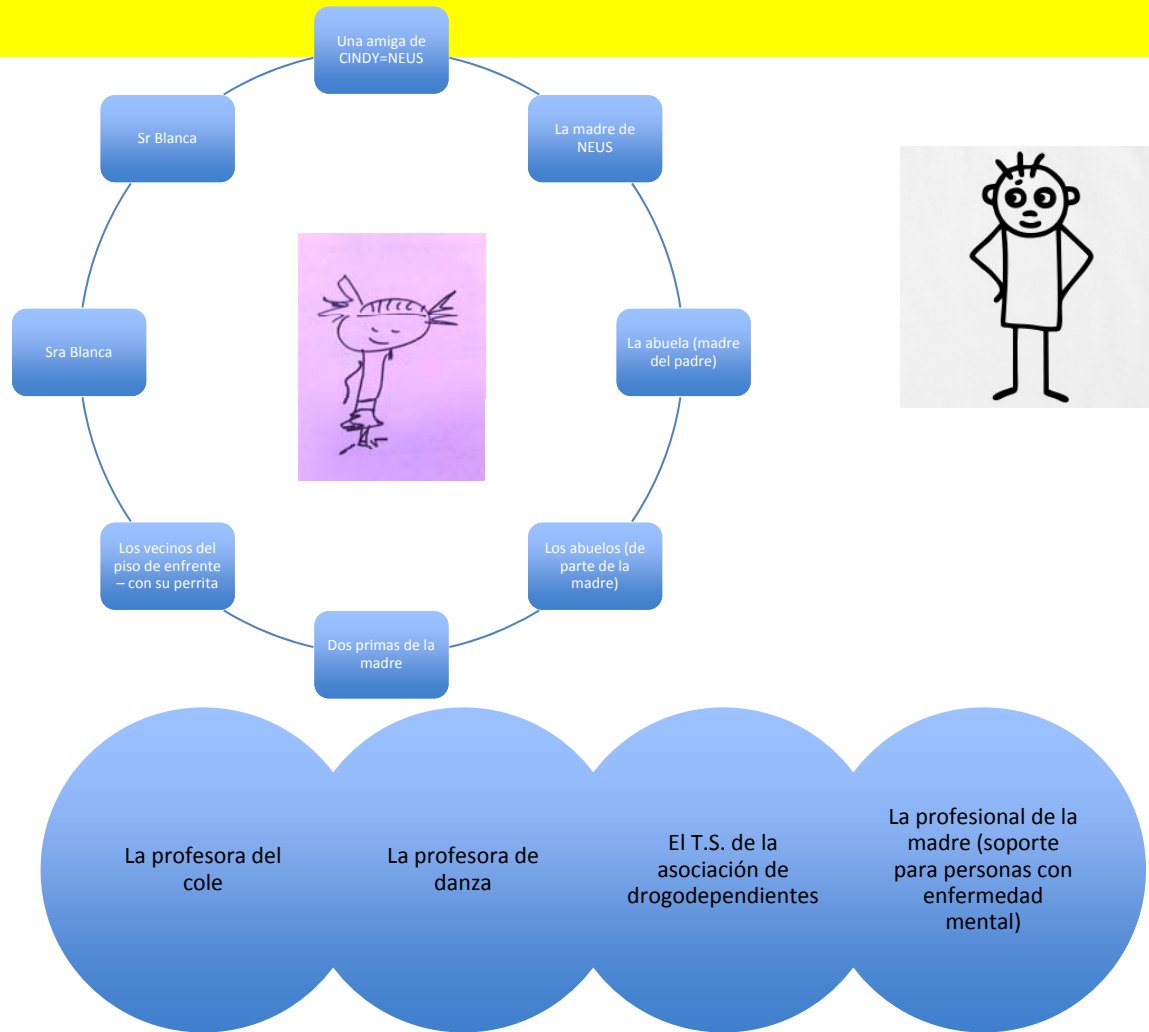 Una amiga de
CINDY=NEUS
Sr Blanca
La madre de
NEUS
Sra Blanca
La abuela (madre
del padre)
Los vecinos del
piso de enfrente
– con su perrita
Los abuelos (de
parte de la
madre)
Dos primas de la
madre
La profesora del
cole
La profesora de
danza
El T.S. de la
asociación de
drogodependientes
La profesional de la
madre (soporte
para personas con
enfermedad
mental)